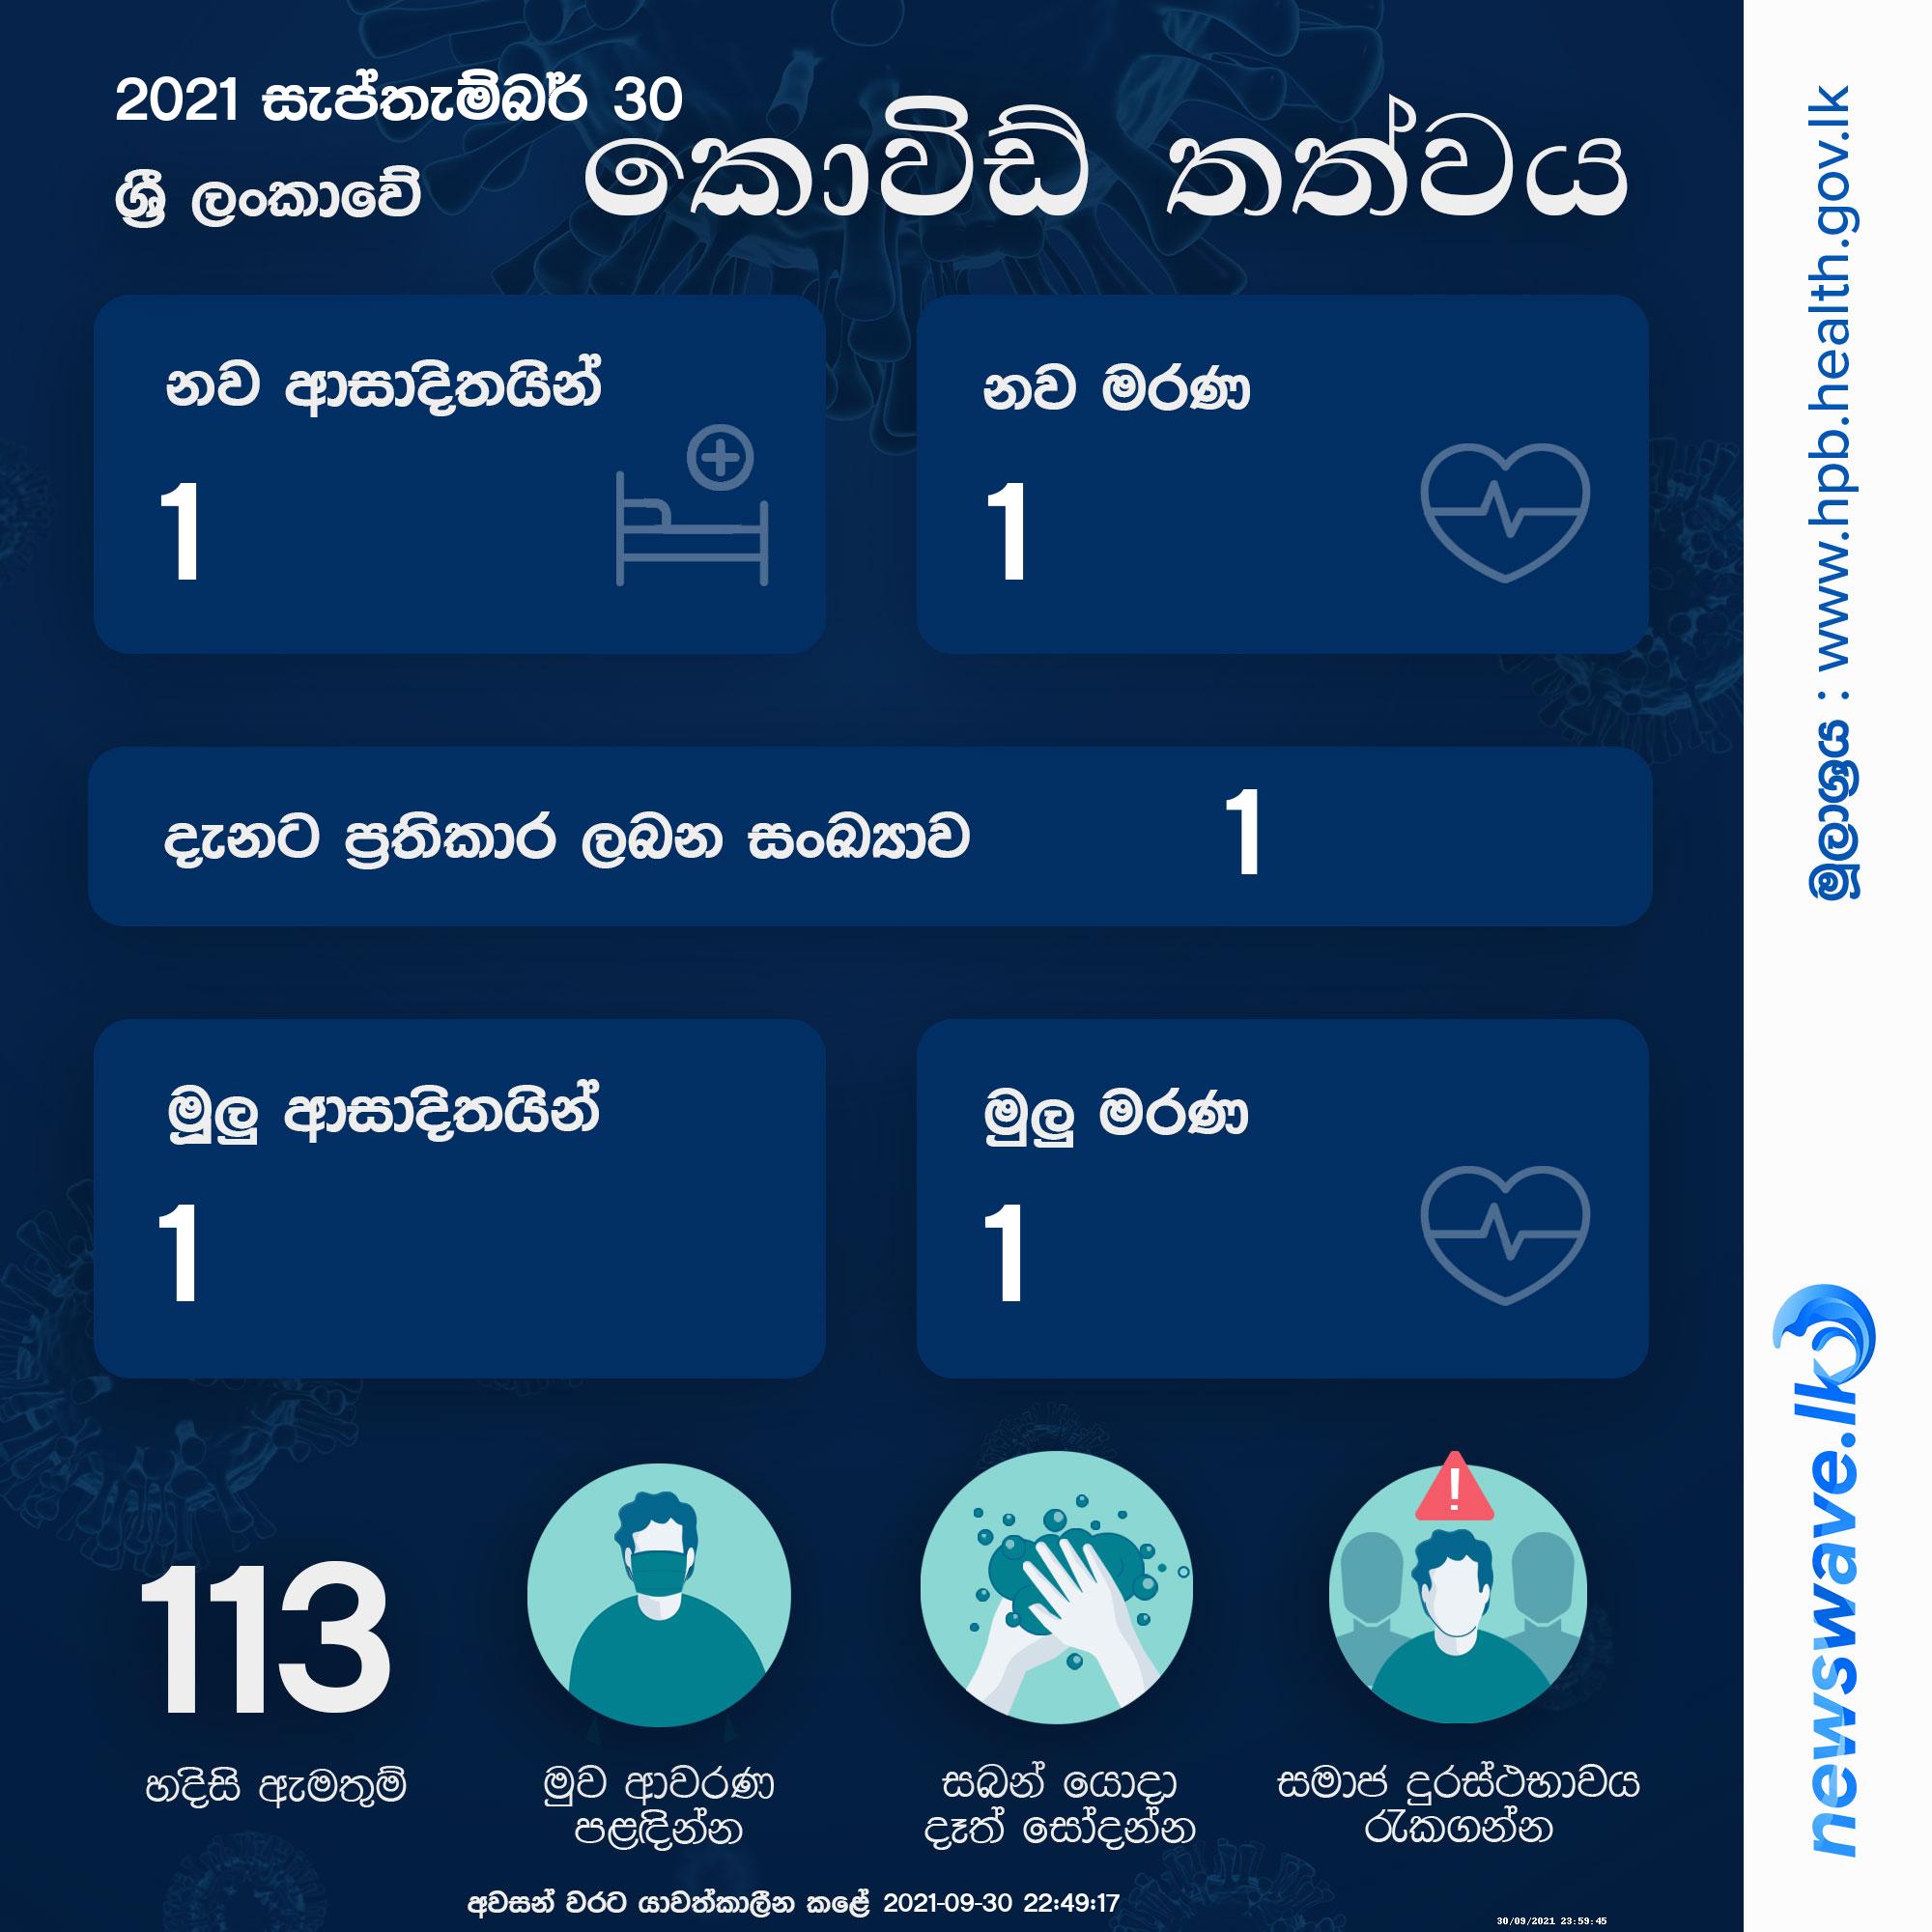 2021 සැප්තැම්බර් 30
ශ්‍රී ලංකාවේ
කොවිඩ් තත්වය
නව ආසාදිතයින්
1
නව මරණ
1
දැනට ප්‍රතිකාර ලබන සංඛ්‍යාව 1
මූලු ආසාදිතයින්
1
මුලු මරණ
1
113
හදිසි ඇමතුම්
මුව ආවරණ
පළඳින්න
සබන් යොදා
දෑත් සෝදන්න
සමාජ දුරස්ථභාවය
රැකගන්න
අවසන් වරට යාවත්කාලීන කළේ 2021-09-30 22:49:17
30/09/2021 23:59:45
මූලාශ්‍රය : www.hpb.health.gov.lk
newswave.lk